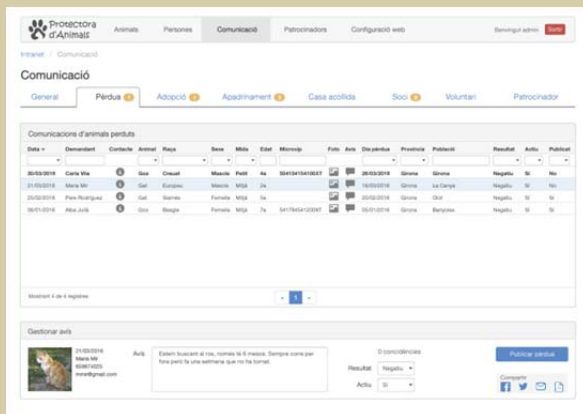 Protectora d'Animals
Animals Persones Comunicació Patrocinadors Configuració web Benvingut admin Sortir
Intranet / Comunicació
Comunicació
General Pèrdua Adopció Apadrinament Casa acollida Soci Voluntari Patrocinador
Comunicacions d'animals perduts
Data Demandant Contacte Animal Raça Sexe Mida Edat Microxip Foto Avis Dia pèrdua Província Població Resultat Actiu Publicat
30/03/2016 Carla Vila Gos Creuat Mascle Petit 4a 26/03/2016 Girona Girona Negatiu Sí No
21/03/2016 Maria Mir Gat Europeu Mascle Mitjà 2a 16/03/2016 Girona La Canya Negatiu Sí No
25/02/2016 Pere Rodríguez Gat Siamès Femella Mitjà 5a 20/02/2016 Girona Olot Negatiu Sí Sí
06/01/2016 Alba Julià Gos Beagle Femella Mitjà 7a 05/01/2016 Girona Banyoles Negatiu Sí Sí
Mostrant 4 de 4 registres
1
Gestionar avís
21/03/2016
Maria Mir
Avís
Estem buscant al ros, només té 6 mesos. Sempre corre per
fora però fa una setmana que no ha tornat.
0 coincidències
Resultat Negatiu
Actiu Sí
Publicar pèrdua
Compartir